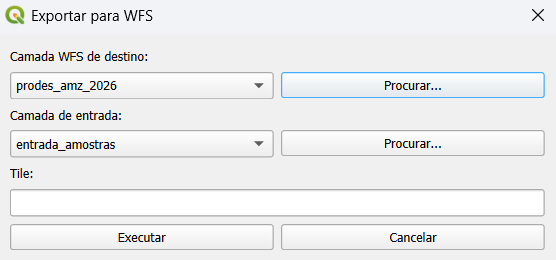 Exportar para WFS
Camada WFS de destino:
prodes_amz_2026
Procurar...
Camada de entrada:
entrada_amostras
Procurar...
Tile:
Executar
Cancelar